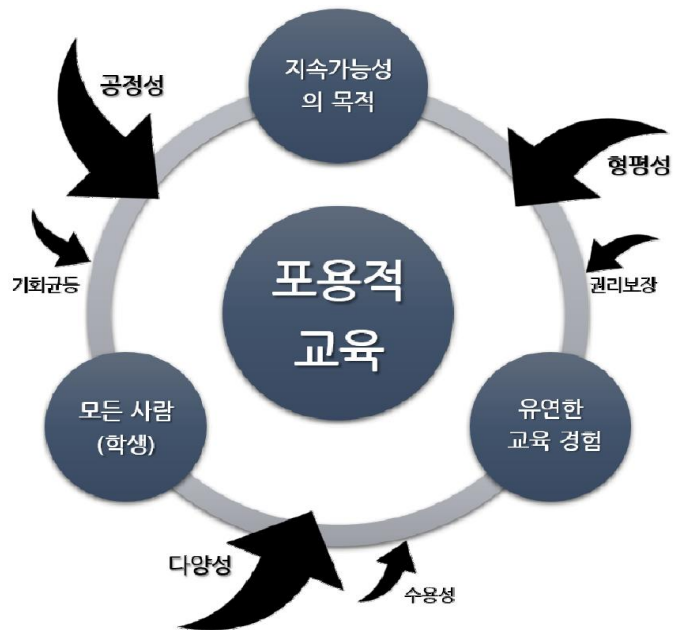 지속가능성
의 목적
공정성
형평성
기회균등
권리보장
포용적
교육
모든 사람
(학생)
유연한
교육 경험
다양성
수용성